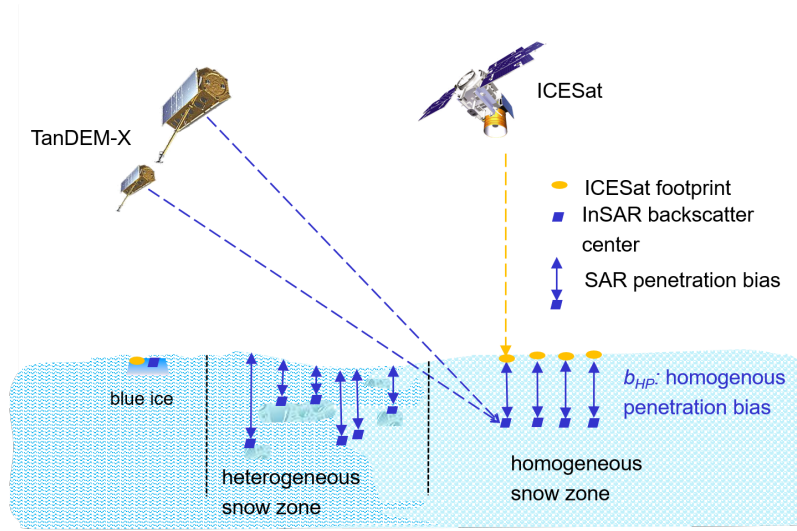 ICESat
TanDEM-X
ICESat footprint
InSAR backscatter
center
SAR penetration bias
blue ice
b_HP: homogenous
penetration bias
heterogeneous
snow zone
homogeneous
snow zone